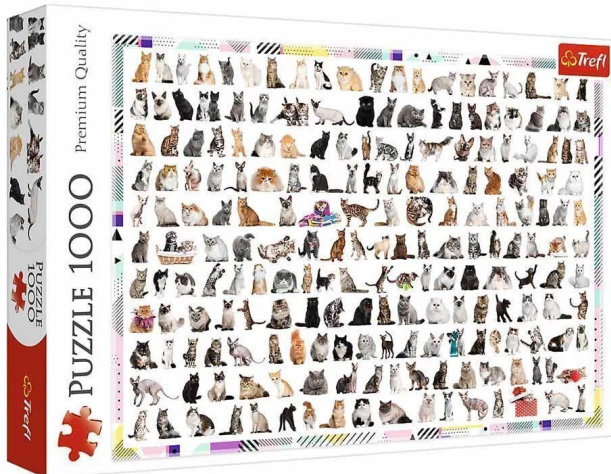 PUZZLE
1000
Trefl
PUZZLE 1000
Premium Quality
Trefl